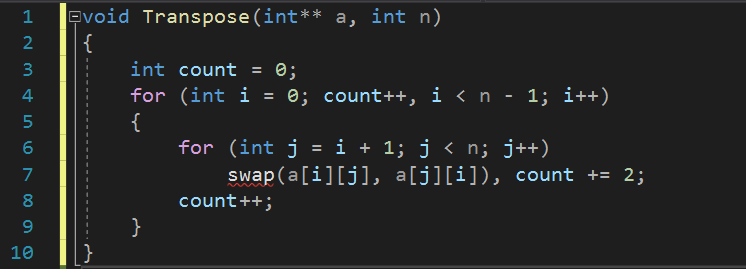 1 void Transpose(int** a, int n)
2 {
3 int count = 0;
4 for (int i = 0; count++, i < n - 1; i++)
5 {
6 for (int j = i + 1; j < n; j++)
7 swap(a[i][j], a[j][i]), count += 2;
8 count++;
9 }
10 }